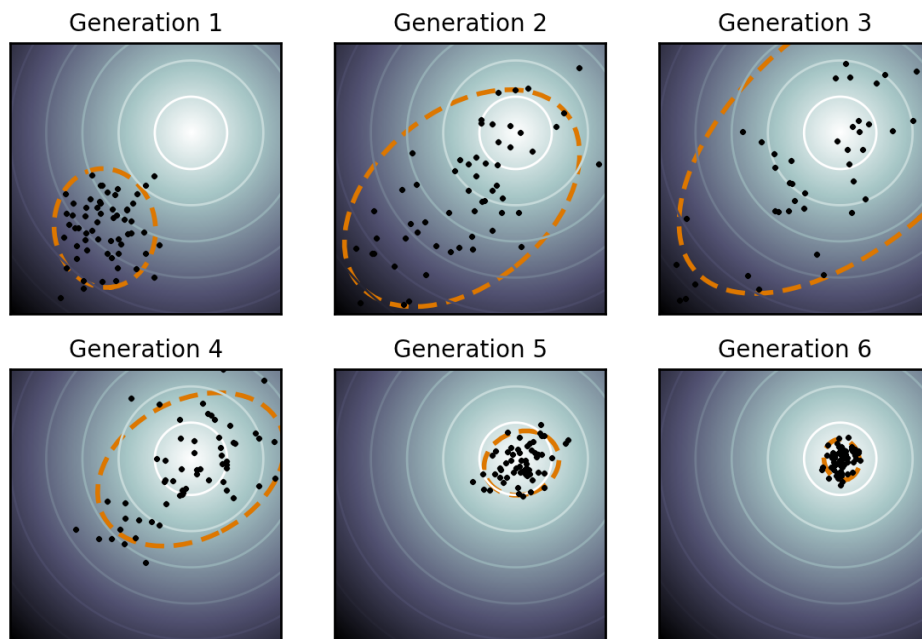 Generation 1
Generation 2
Generation 3
Generation 4
Generation 5
Generation 6